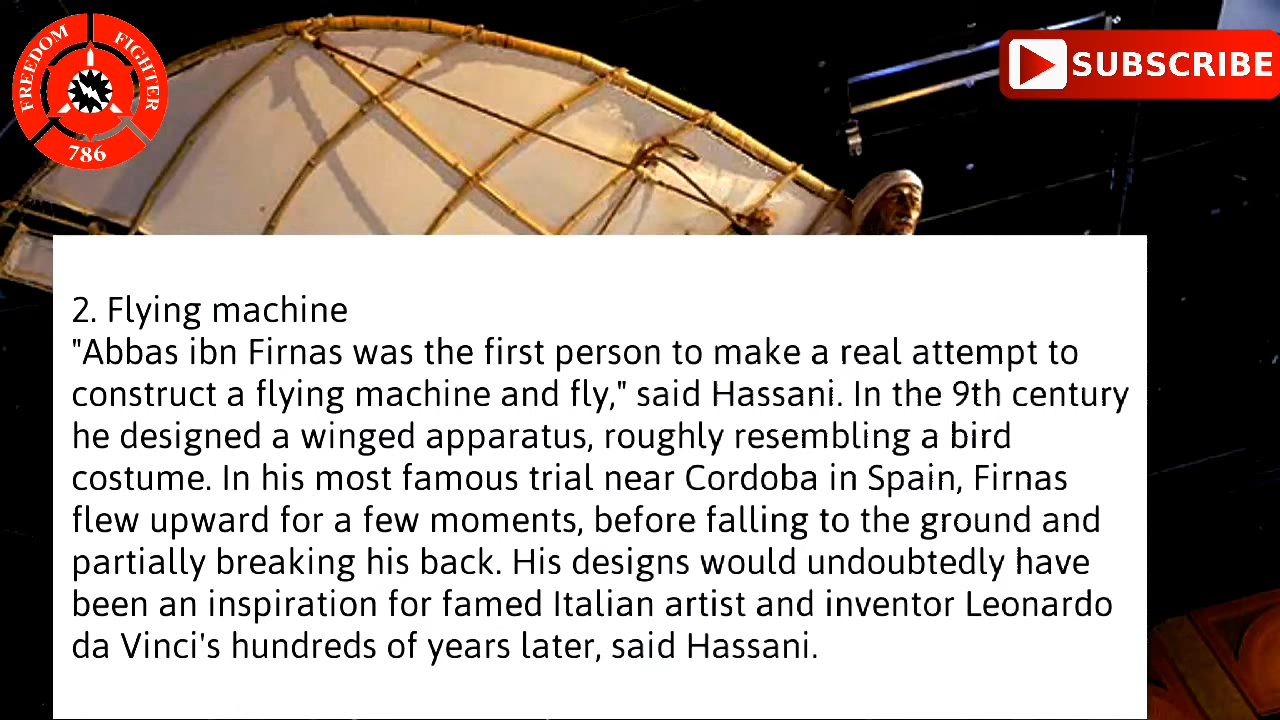 FREEDOM FIGHTER
786
SUBSCRIBE
2. Flying machine
"Abbas ibn Firnas was the first person to make a real attempt to
construct a flying machine and fly," said Hassani. In the 9th century
he designed a winged apparatus, roughly resembling a bird
costume. In his most famous trial near Cordoba in Spain, Firnas
flew upward for a few moments, before falling to the ground and
partially breaking his back. His designs would undoubtedly have
been an inspiration for famed Italian artist and inventor Leonardo
da Vinci's hundreds of years later, said Hassani.